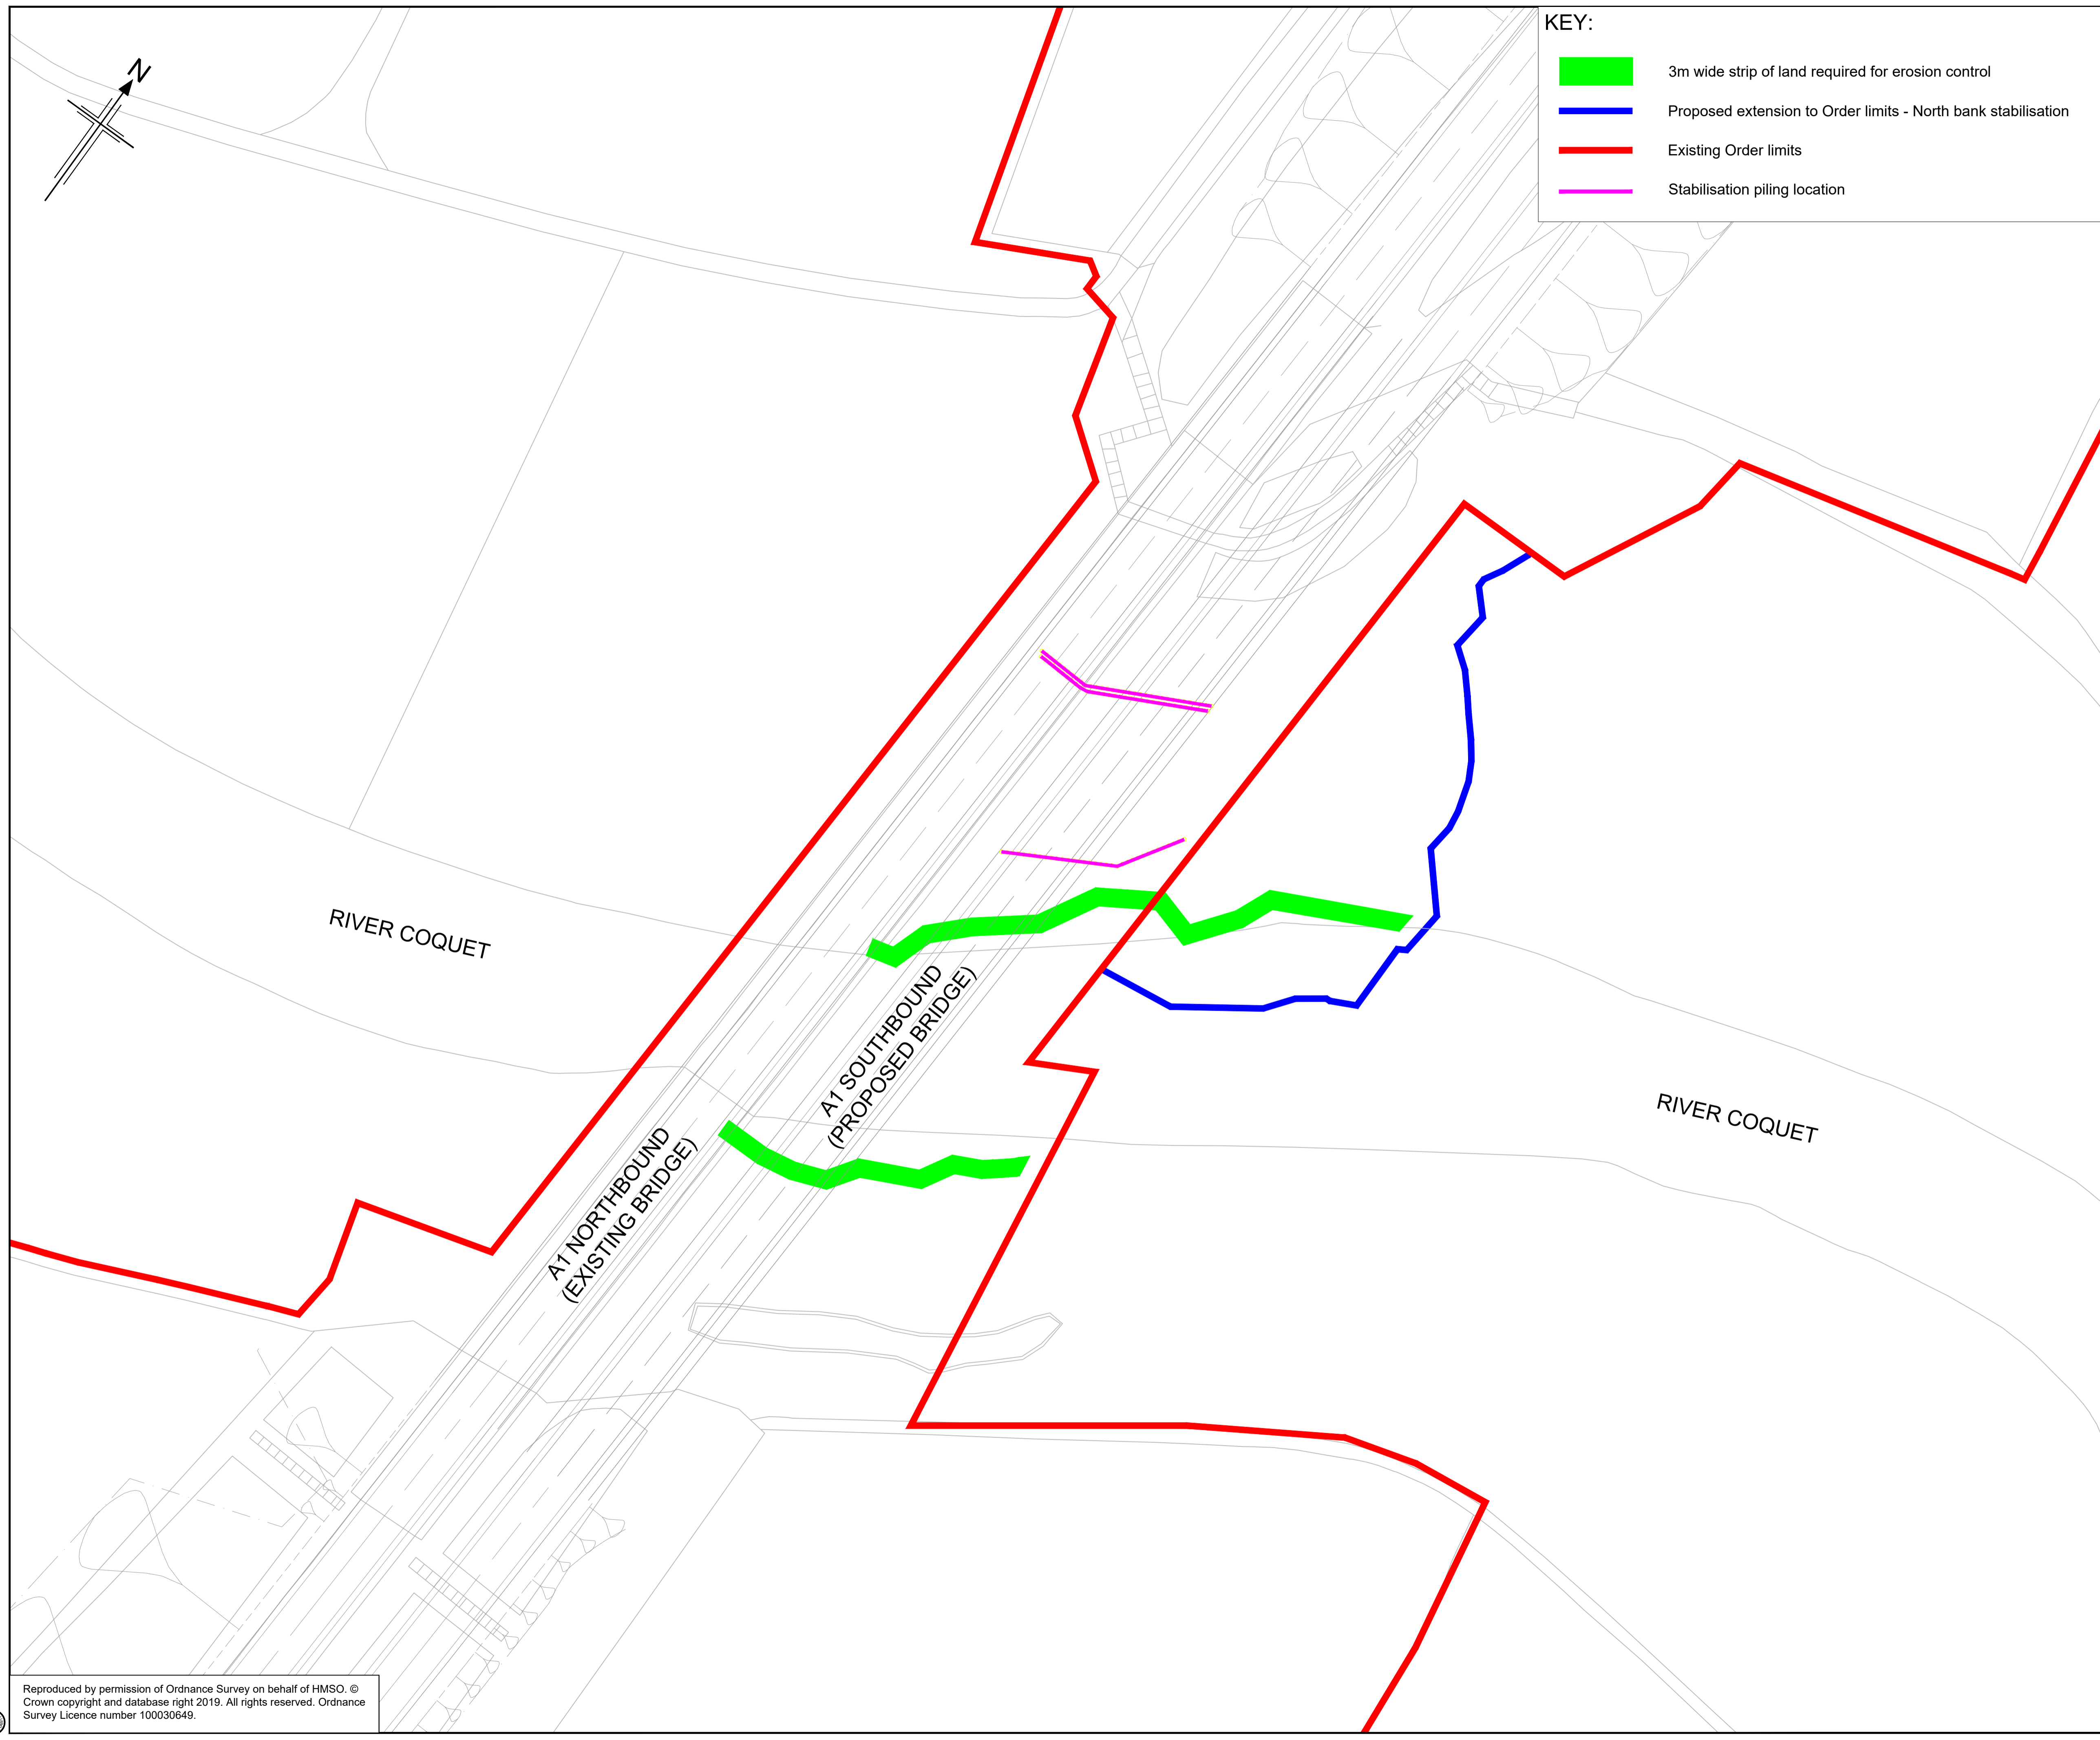 N
KEY:
3m wide strip of land required for erosion control
Proposed extension to Order limits - North bank stabilisation
Existing Order limits
Stabilisation piling location
RIVER COQUET
A1 SOUTHBOUND
(PROPOSED BRIDGE)
A1 NORTHBOUND
(EXISTING BRIDGE)
RIVER COQUET
Reproduced by permission of Ordnance Survey on behalf of HMSO. ©
Crown copyright and database right 2019. All rights reserved. Ordnance
Survey Licence number 100030649.